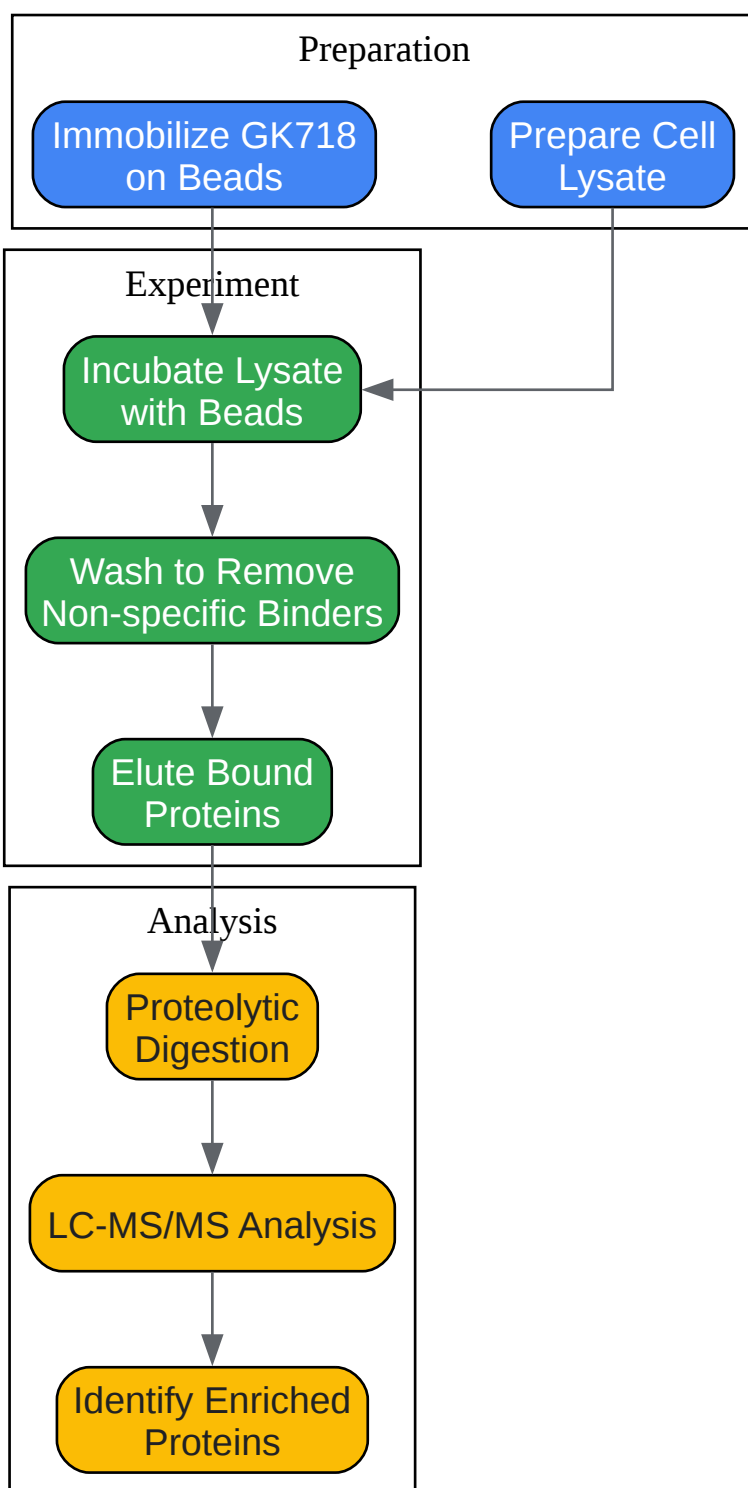 Preparation
Immobilize GK718
on Beads
Prepare Cell
Lysate
Experiment
Incubate Lysate
with Beads
Wash to Remove
Non-specific Binders
Elute Bound
Proteins
Analysis
Proteolytic
Digestion
LC-MS/MS Analysis
Identify Enriched
Proteins